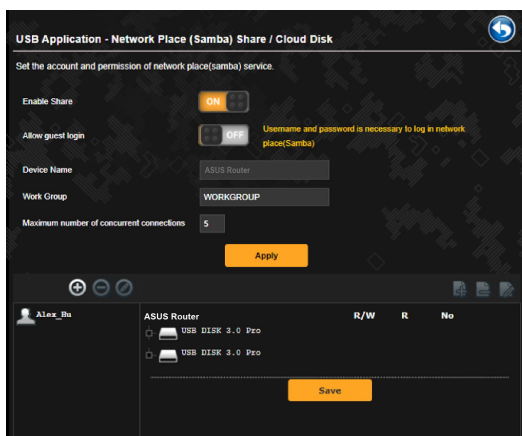 USB Application - Network Place (Samba) Share / Cloud Disk
Set the account and permission of network place(samba) service.
Enable Share
ON
Allow guest login
OFF
Username and password is necessary to log in network
place(Samba)
Device Name
ASUS Router
Work Group
WORKGROUP
Maximum number of concurrent connections
5
Apply
Alex_Hu
ASUS Router R/W R No
USB DISK 3.0 Pro
USB DISK 3.0 Pro
Save